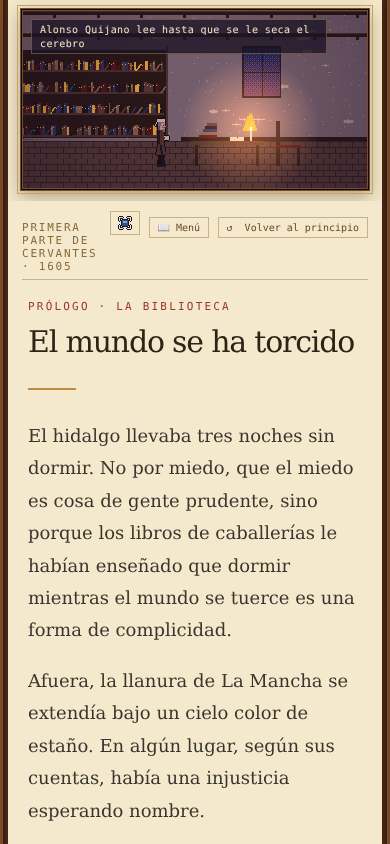 Alonso Quijano lee hasta que se le seca el
cerebro
PRIMERA
PARTE DE
CERVANTES
· 1605
📖 Menú
↺ Volver al principio
PRÓLOGO · LA BIBLIOTECA
El mundo se ha torcido
El hidalgo llevaba tres noches sin
dormir. No por miedo, que el miedo
es cosa de gente prudente, sino
porque los libros de caballerías le
habían enseñado que dormir
mientras el mundo se tuerce es una
forma de complicidad.
Afuera, la llanura de La Mancha se
extendía bajo un cielo color de
estaño. En algún lugar, según sus
cuentas, había una injusticia
esperando nombre.